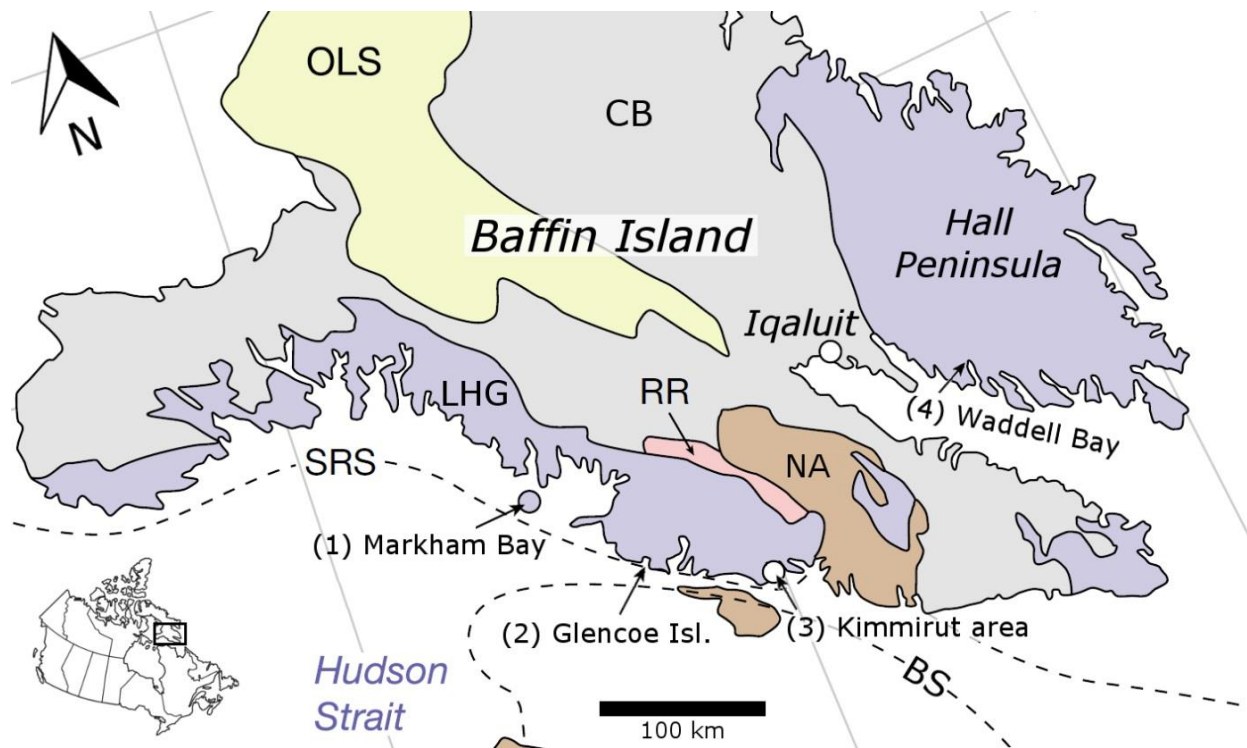 OLS
CB
N
Baffin Island
Hall
Peninsula
Iqaluit
LHG
RR
(4) Waddell Bay
NA
SRS
(1) Markham Bay
(2) Glencoe Isl.
(3) Kimmirut area
BS
Hudson
Strait
100 km